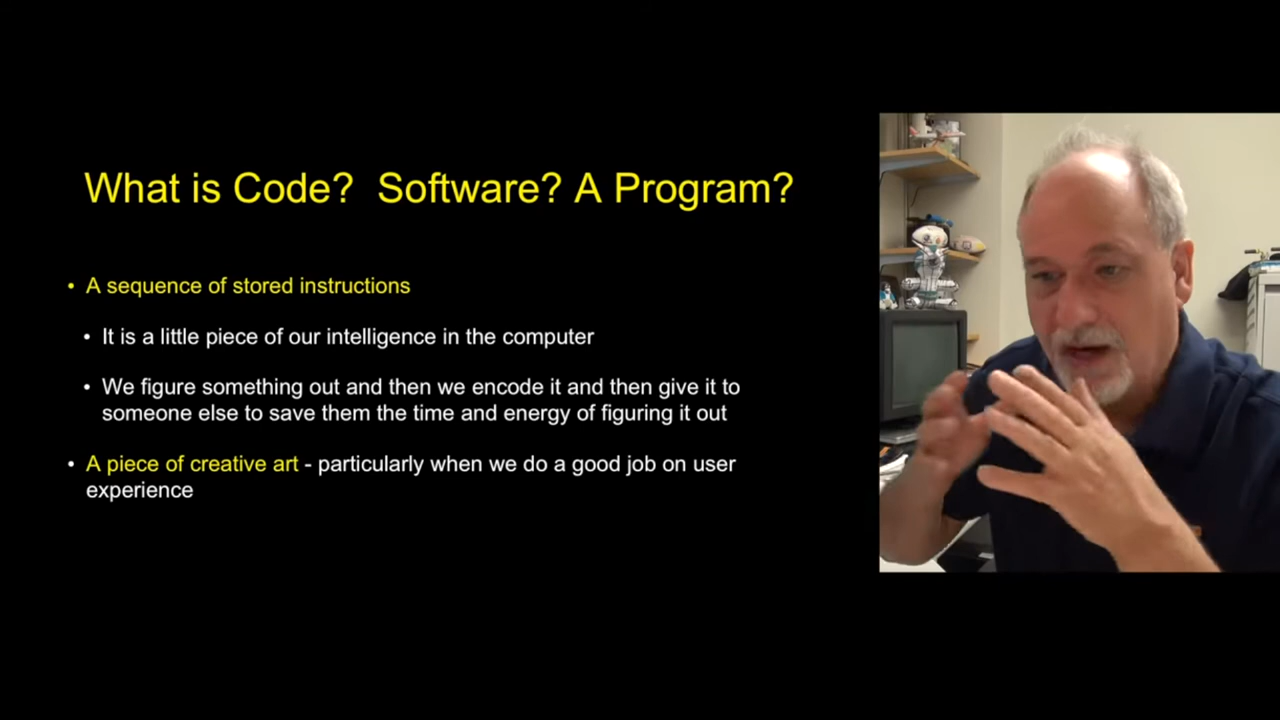 What is Code? Software? A Program?
• A sequence of stored instructions
• It is a little piece of our intelligence in the computer
• We figure something out and then we encode it and then give it to
someone else to save them the time and energy of figuring it out
• A piece of creative art - particularly when we do a good job on user
experience